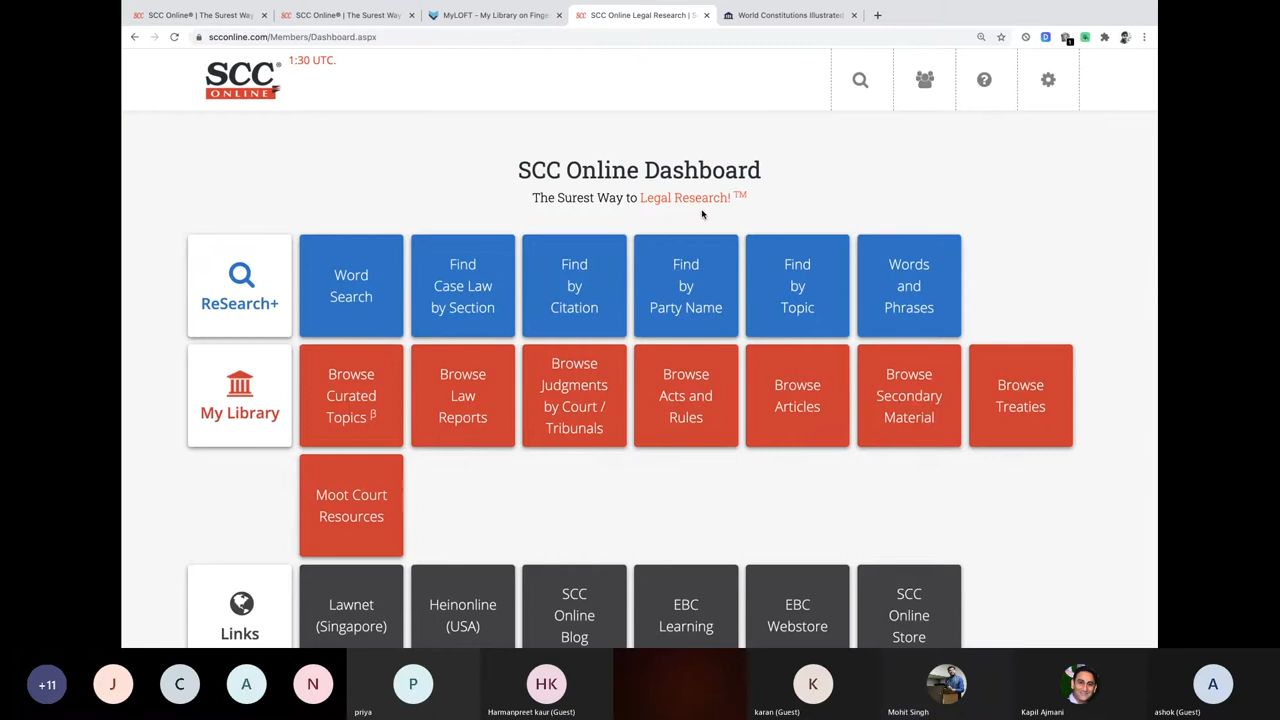 SCC Online® | The Surest Way
SCC Online® | The Surest Way
MyLOFT - My Library on Finge
SCC Online Legal Research | S
World Constitutions Illustrated
scconline.com/Members/Dashboard.aspx
SCC®
ONLINE
1:30 UTC.
SCC Online Dashboard
The Surest Way to Legal Research! TM
ReSearch+
Word
Search
Find
Case Law
by Section
Find
by
Citation
Find
by
Party Name
Find
by
Topic
Words
and
Phrases
My Library
Browse
Curated
Topics β
Browse
Law
Reports
Browse
Judgments
by Court /
Tribunals
Browse
Acts and
Rules
Browse
Articles
Browse
Secondary
Material
Browse
Treaties
Moot Court
Resources
Links
Lawnet
(Singapore)
Heinonline
(USA)
SCC
Online
Blog
EBC
Learning
EBC
Webstore
SCC
Online
Store
+11
J
C
A
N
P
priya
HK
Harmanpreet kaur (Guest)
K
karan (Guest)
Mohit Singh
Kapil Ajmani
A
ashok (Guest)